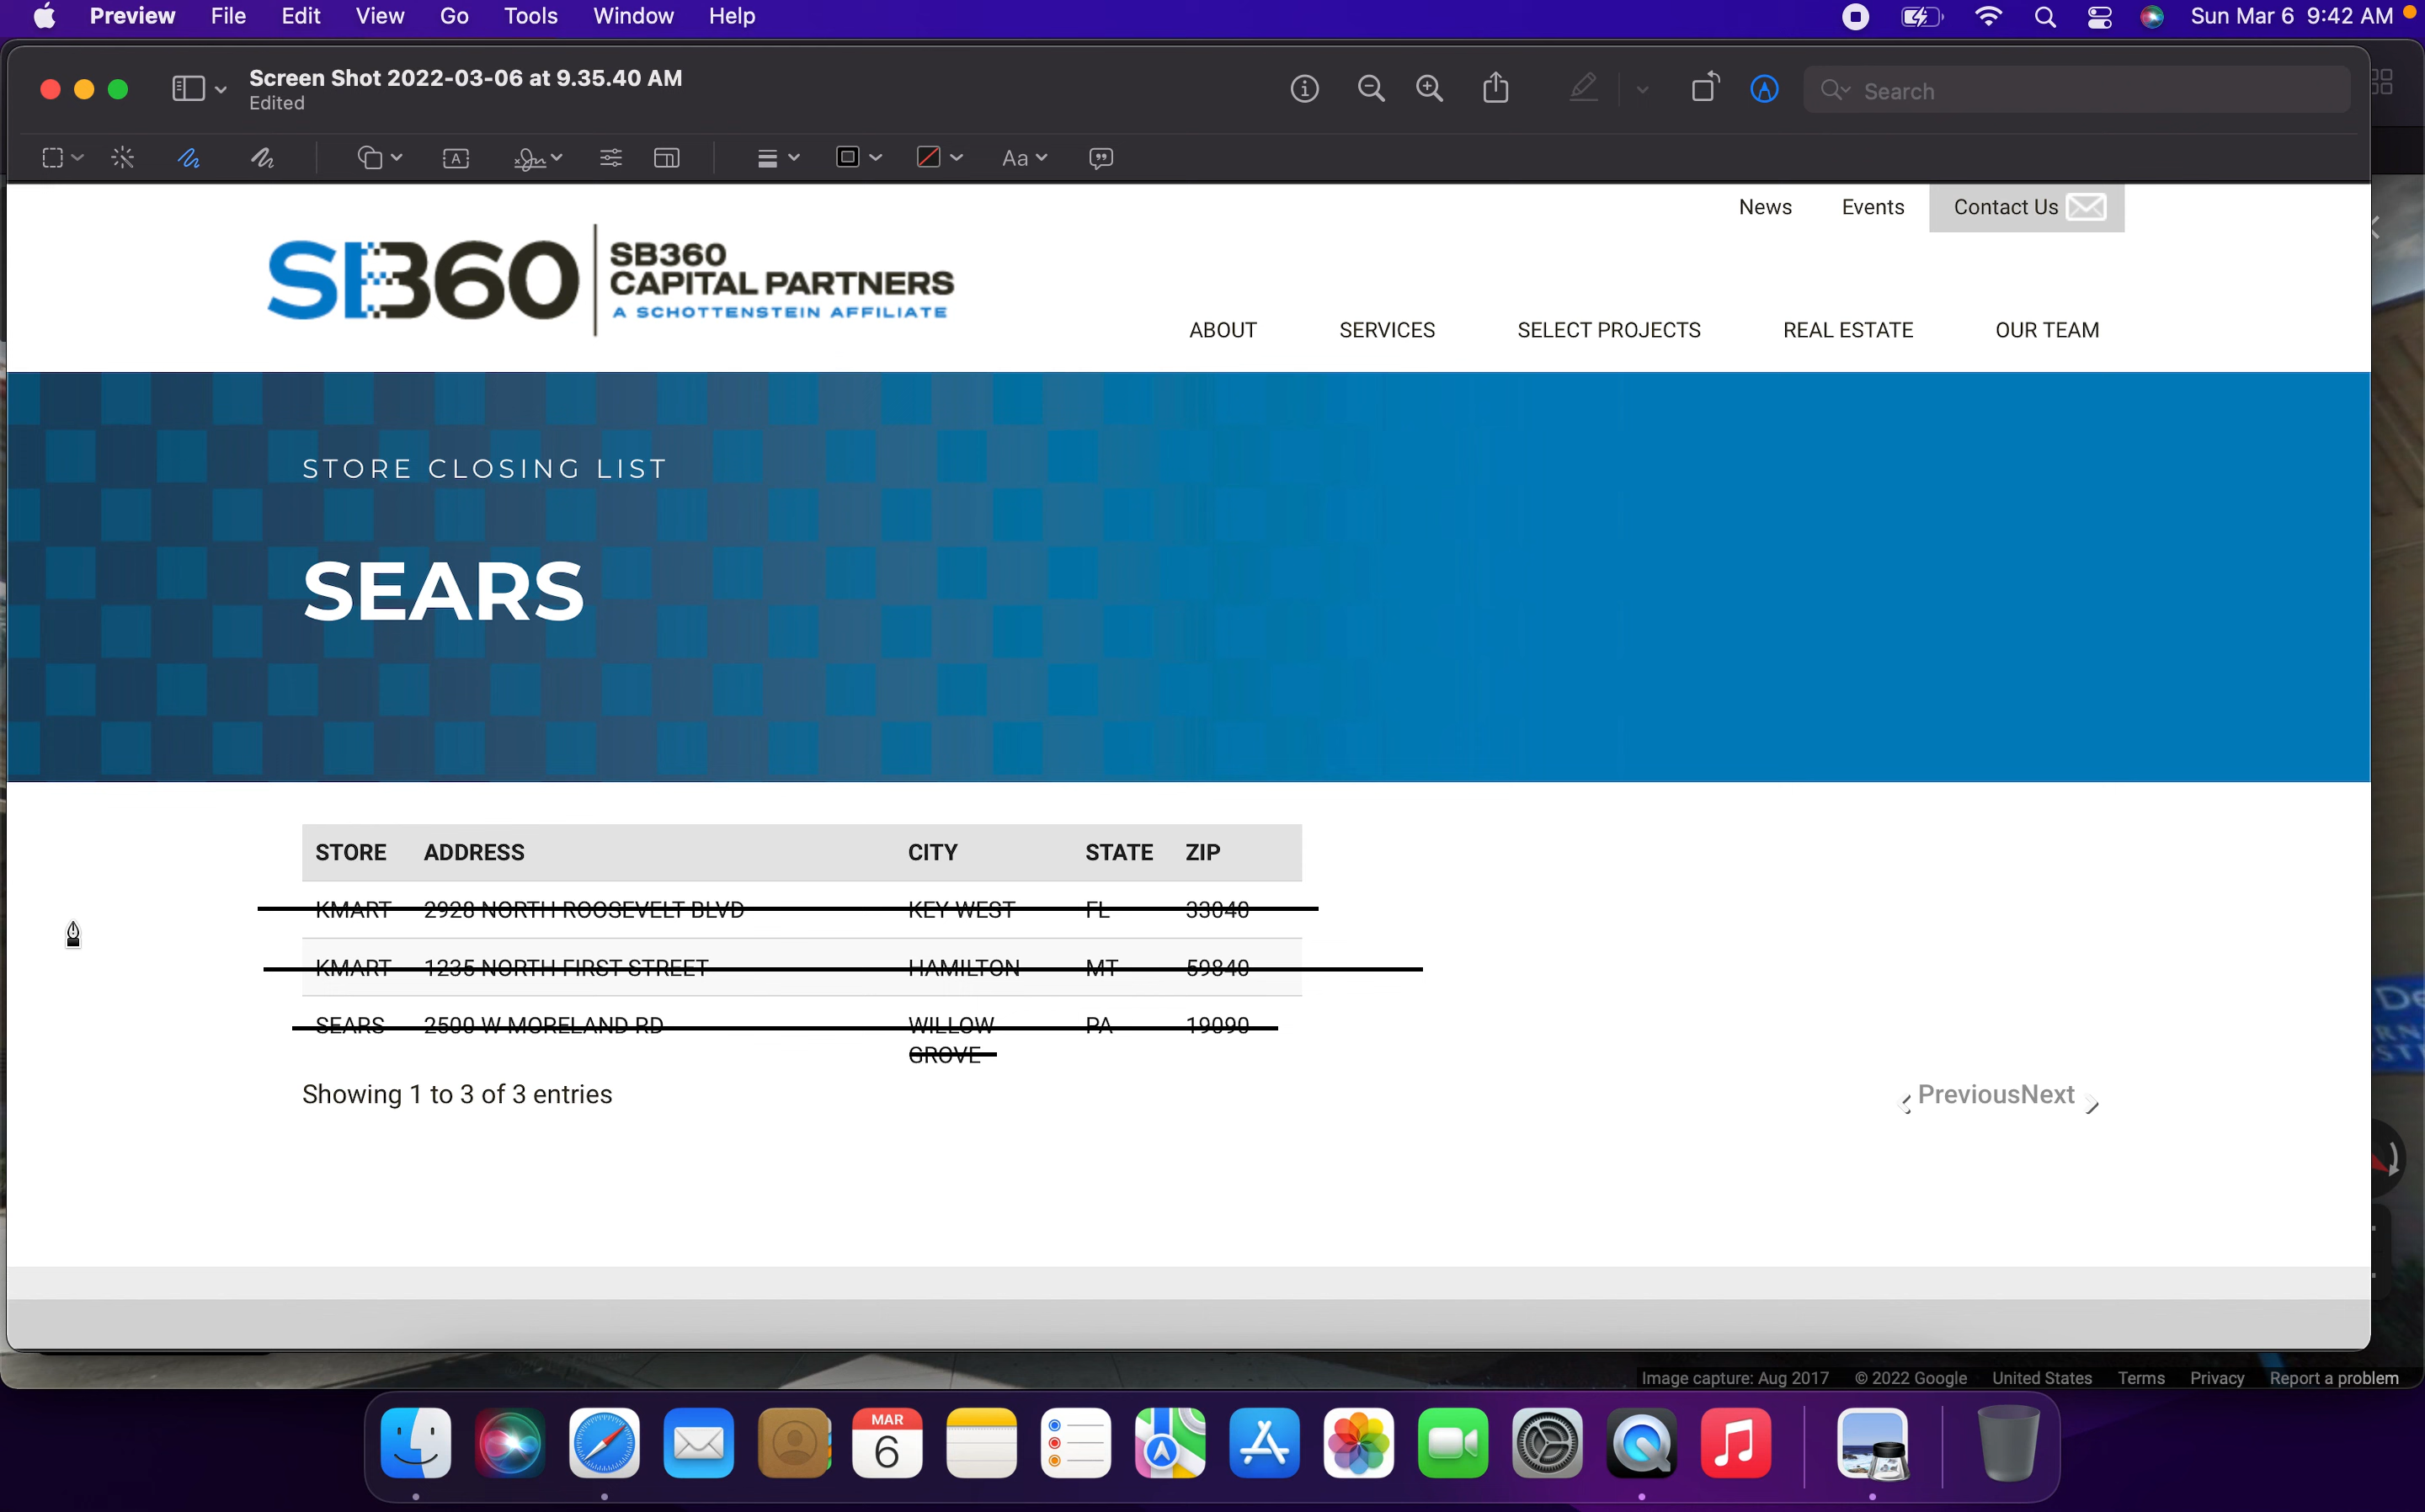 Preview File Edit View Go Tools Window Help Sun Mar 6 9:42 AM
Screen Shot 2022-03-06 at 9.35.40 AM
Edited
Search
A Aa
News Events Contact Us
SB360
SB360
CAPITAL PARTNERS
A SCHOTTENSTEIN AFFILIATE
ABOUT SERVICES SELECT PROJECTS REAL ESTATE OUR TEAM
STORE CLOSING LIST
SEARS
STORE ADDRESS CITY STATE ZIP
KMART 2928 NORTH ROOSEVELT BLVD KEY WEST FL 33040
KMART 1235 NORTH FIRST STREET HAMILTON MT 59840
SEARS 2500 W MORELAND RD WILLOW PA 19090
GROVE
Showing 1 to 3 of 3 entries
PreviousNext
Image capture: Aug 2017 © 2022 Google United States Terms Privacy Report a problem
MAR
6